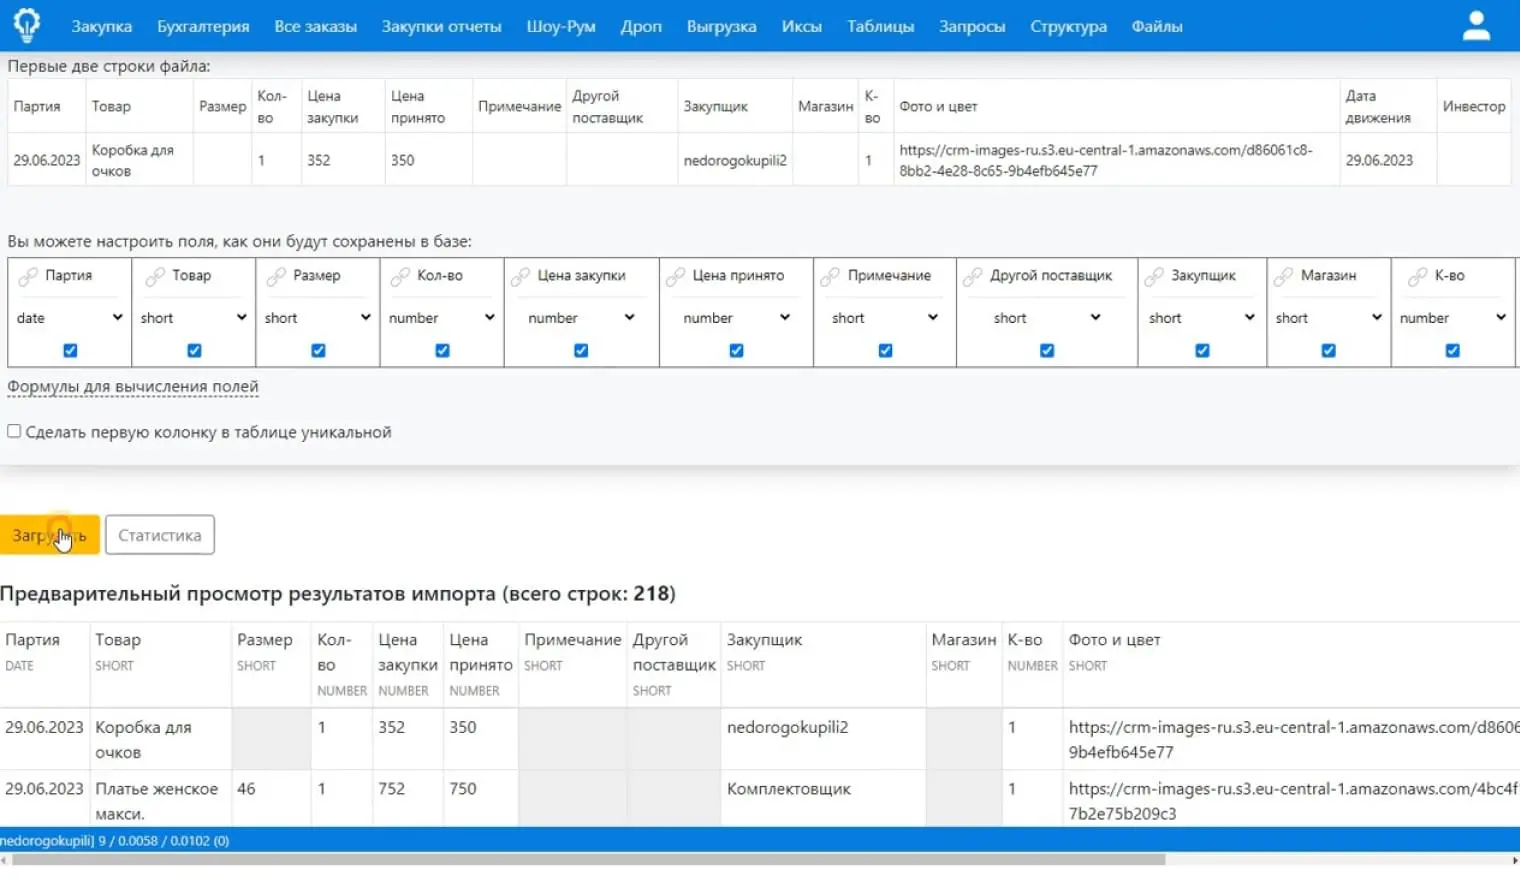 Закупка Бухгалтерия Все заказы Закупки отчеты Шоу-Рум Дроп Выгрузка Иксы Таблицы Запросы Структура Файлы
Первые две строки файла:
Партия Товар Размер Кол-во Цена закупки Цена принято Примечание Другой поставщик Закупщик Магазин К-во Фото и цвет Дата движения Инвестор
29.06.2023 Коробка для очков 1 352 350 nedorogokupili2 1 https://crm-images-ru.s3.eu-central-1.amazonaws.com/d86061c8-8bb2-4e28-8c65-9b4efb645e77 29.06.2023
Вы можете настроить поля, как они будут сохранены в базе:
Партия Товар Размер Кол-во Цена закупки Цена принято Примечание Другой поставщик Закупщик Магазин К-во
date short short number number number short short short short number
Формулы для вычисления полей
Сделать первую колонку в таблице уникальной
Статистика
Предварительный просмотр результатов импорта (всего строк: 218)
Партия Товар Размер Кол-во Цена закупки Цена принято Примечание Другой поставщик Закупщик Магазин К-во Фото и цвет
DATE SHORT SHORT NUMBER NUMBER NUMBER SHORT SHORT SHORT SHORT NUMBER SHORT
29.06.2023 Коробка для очков 1 352 350 nedorogokupili2 1 https://crm-images-ru.s3.eu-central-1.amazonaws.com/d8606
9b4efb645e77
29.06.2023 Платье женское макси. 46 1 752 750 Комплектовщик 1 https://crm-images-ru.s3.eu-central-1.amazonaws.com/4bc4f
7b2e75b209c3
nedorogokupili] 9 / 0.0058 / 0.0102 (0)